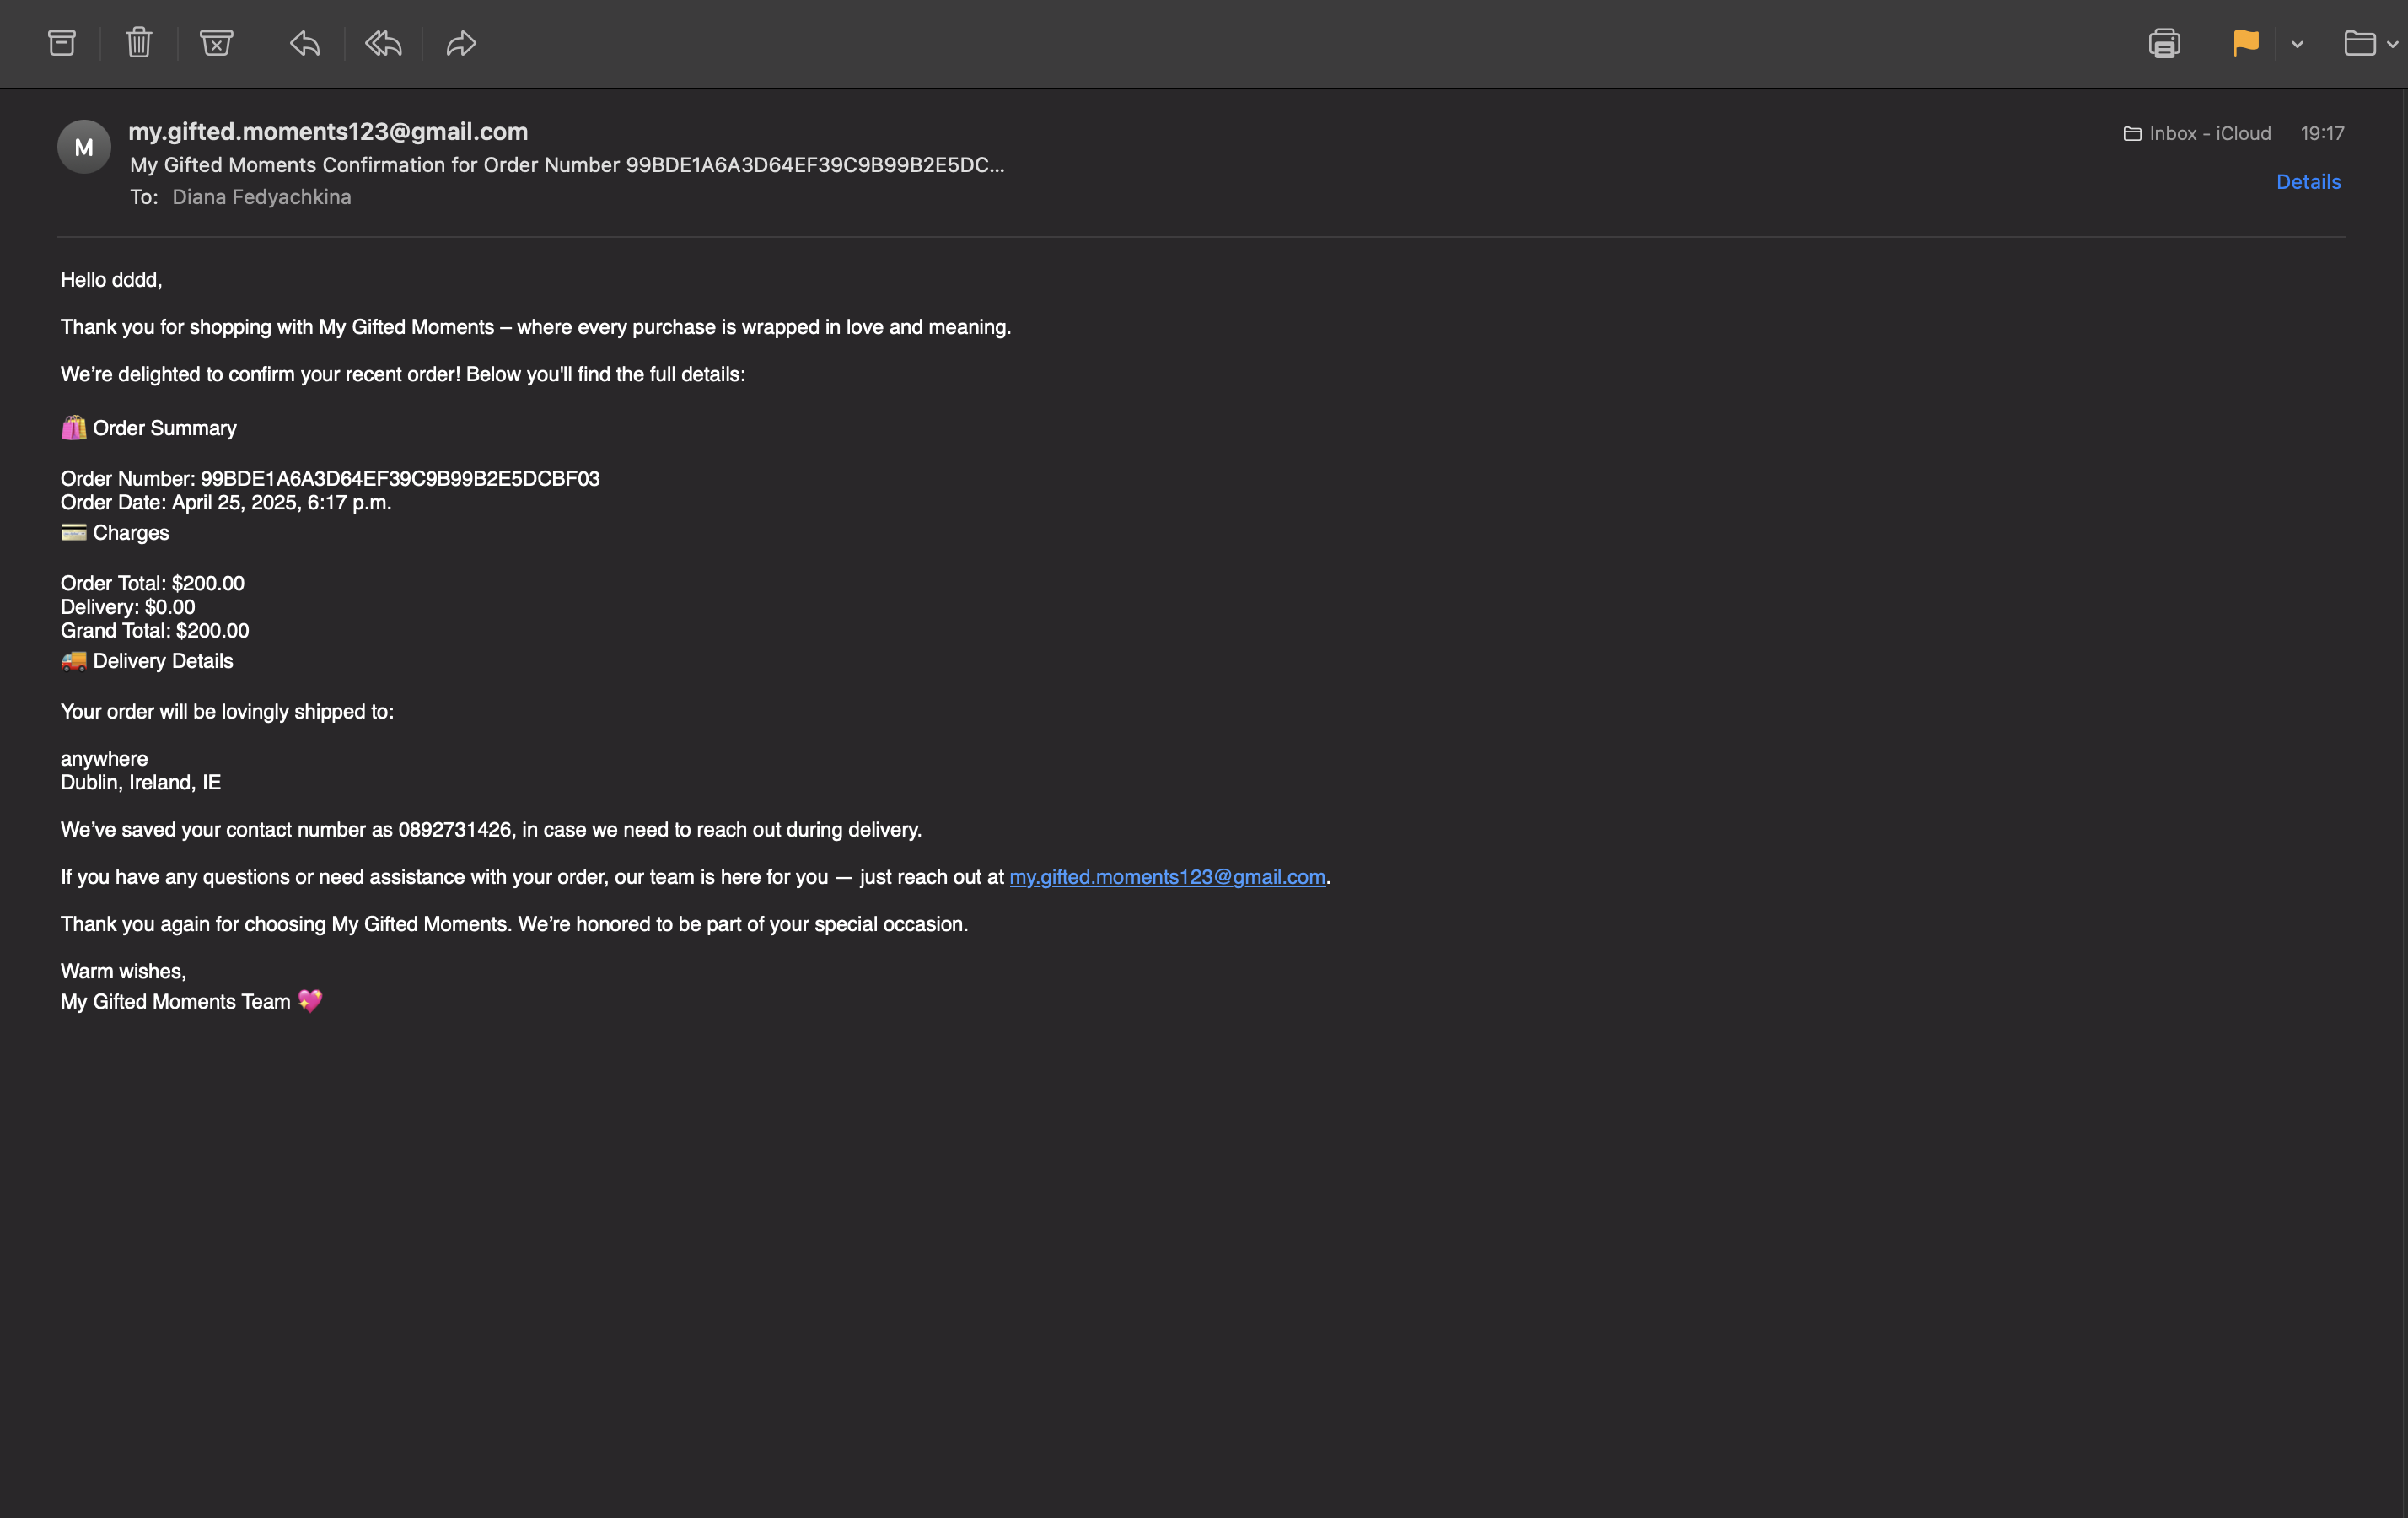 M
my.gifted.moments123@gmail.com
Inbox - iCloud 19:17
My Gifted Moments Confirmation for Order Number 99BDE1A6A3D64EF39C9B99B2E5DC...
Details
To: Diana Fedyachkina
Hello dddd,
Thank you for shopping with My Gifted Moments – where every purchase is wrapped in love and meaning.
We’re delighted to confirm your recent order! Below you'll find the full details:
🛍️ Order Summary
Order Number: 99BDE1A6A3D64EF39C9B99B2E5DCBF03
Order Date: April 25, 2025, 6:17 p.m.
💳 Charges
Order Total: $200.00
Delivery: $0.00
Grand Total: $200.00
🚚 Delivery Details
Your order will be lovingly shipped to:
anywhere
Dublin, Ireland, IE
We’ve saved your contact number as 0892731426, in case we need to reach out during delivery.
If you have any questions or need assistance with your order, our team is here for you — just reach out at my.gifted.moments123@gmail.com.
Thank you again for choosing My Gifted Moments. We’re honored to be part of your special occasion.
Warm wishes,
My Gifted Moments Team 💖